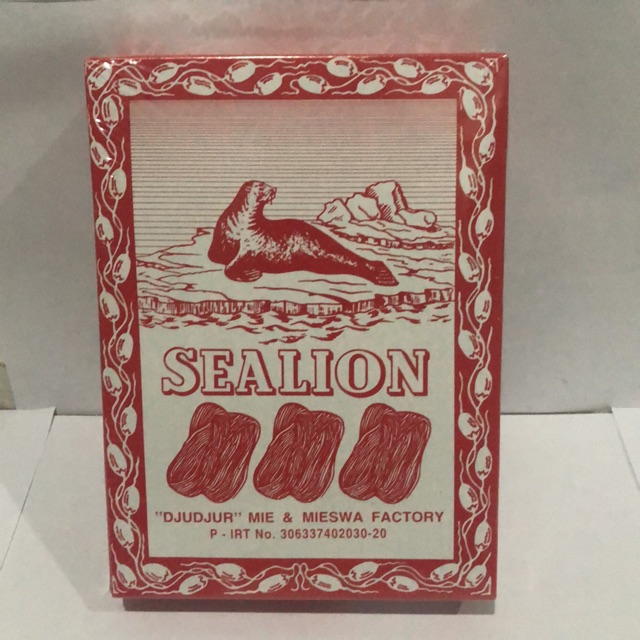 SEALION
"DJUDJUR" MIE & MIESWA FACTORY
P - IRT No. 306337402030-20